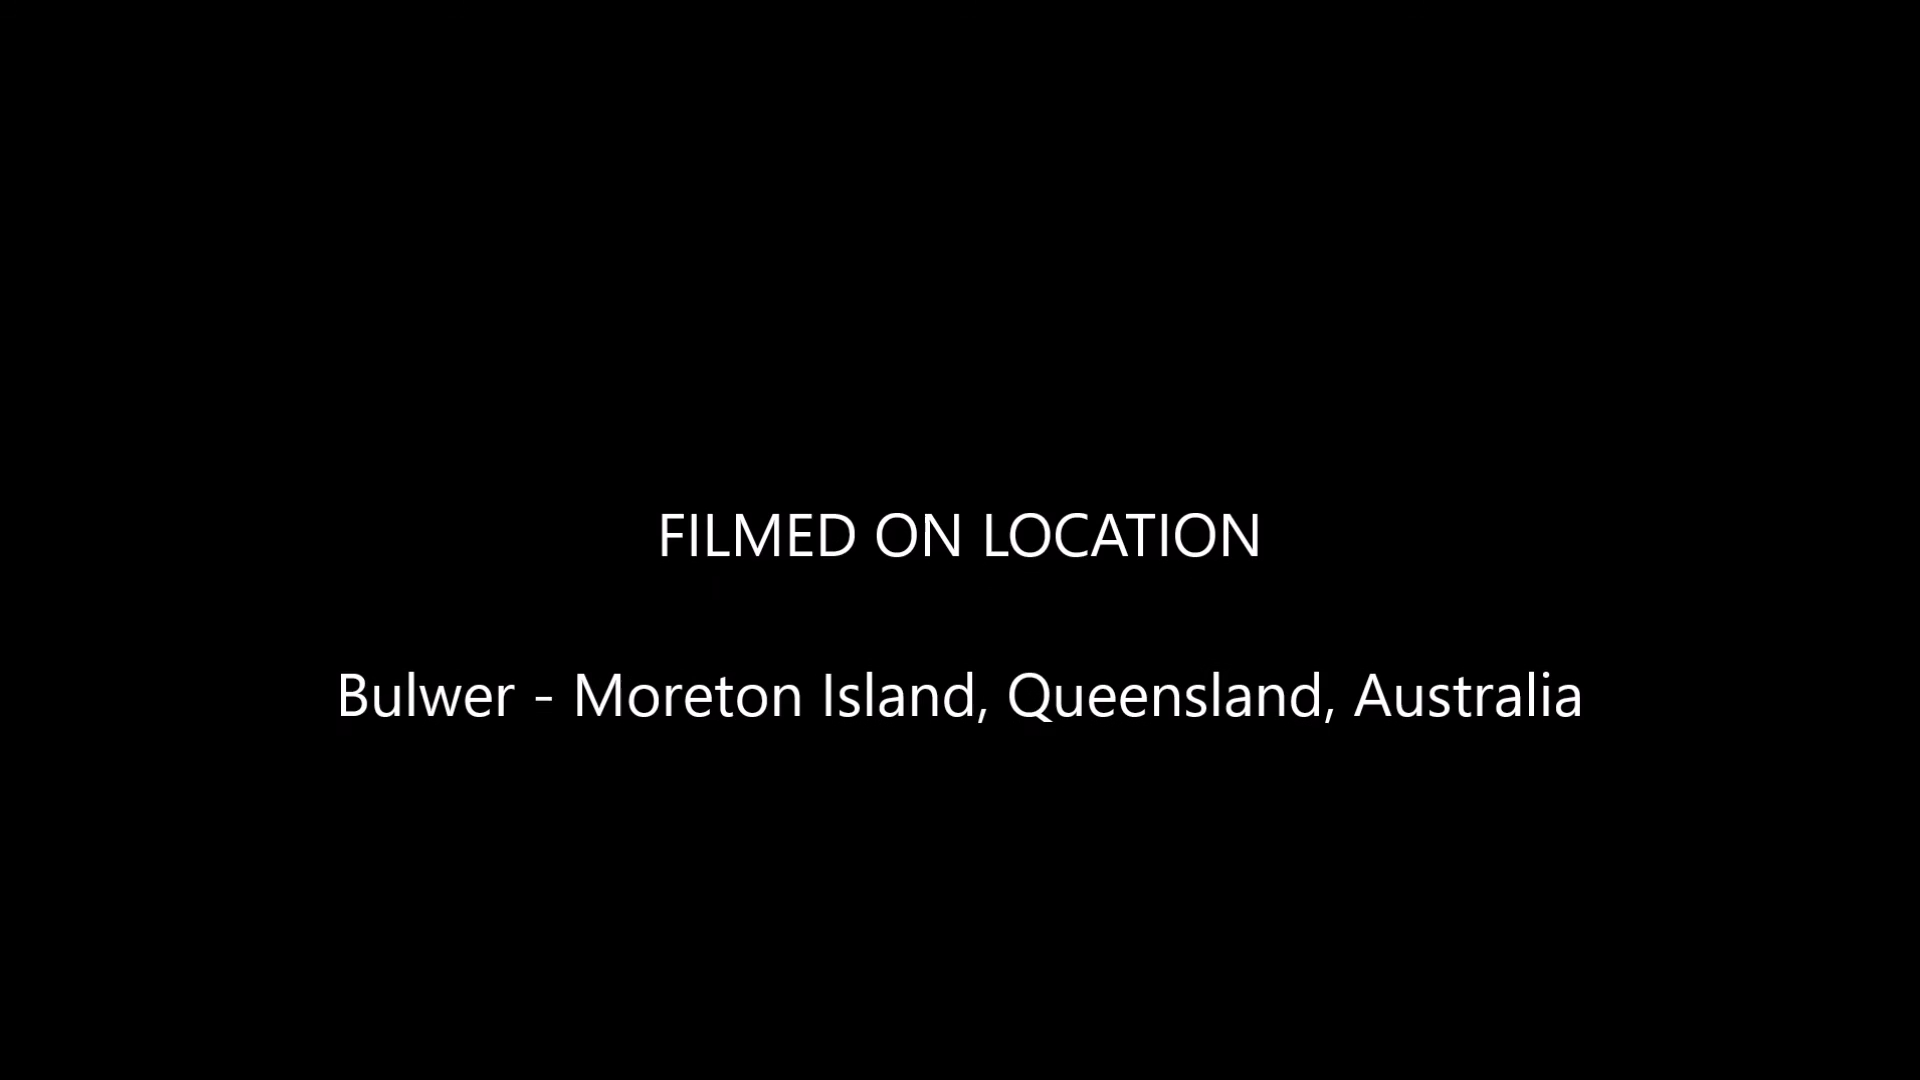 FILMED ON LOCATION
Bulwer - Moreton Island, Queensland, Australia